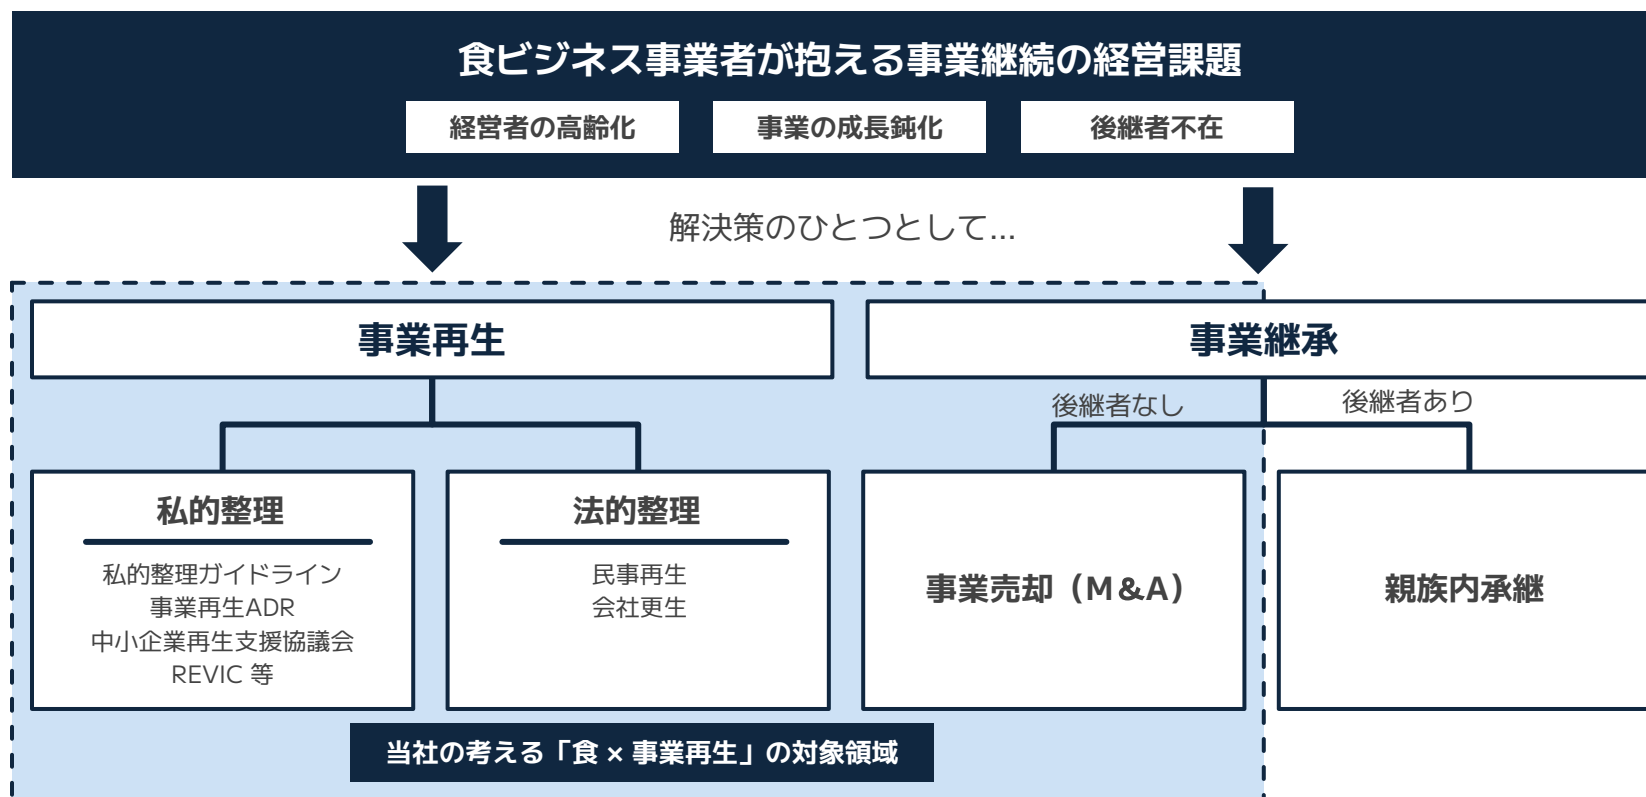 食ビジネス事業者が抱える事業継続の経営課題
経営者の高齢化
事業の成長鈍化
後継者不在
解決策のひとつとして...
事業再生
事業継承
後継者なし
後継者あり
私的整理
私的整理ガイドライン
事業再生ADR
中小企業再生支援協議会
REVIC 等
法的整理
民事再生
会社更生
事業売却（M&A）
親族内承継
当社の考える「食 × 事業再生」の対象領域